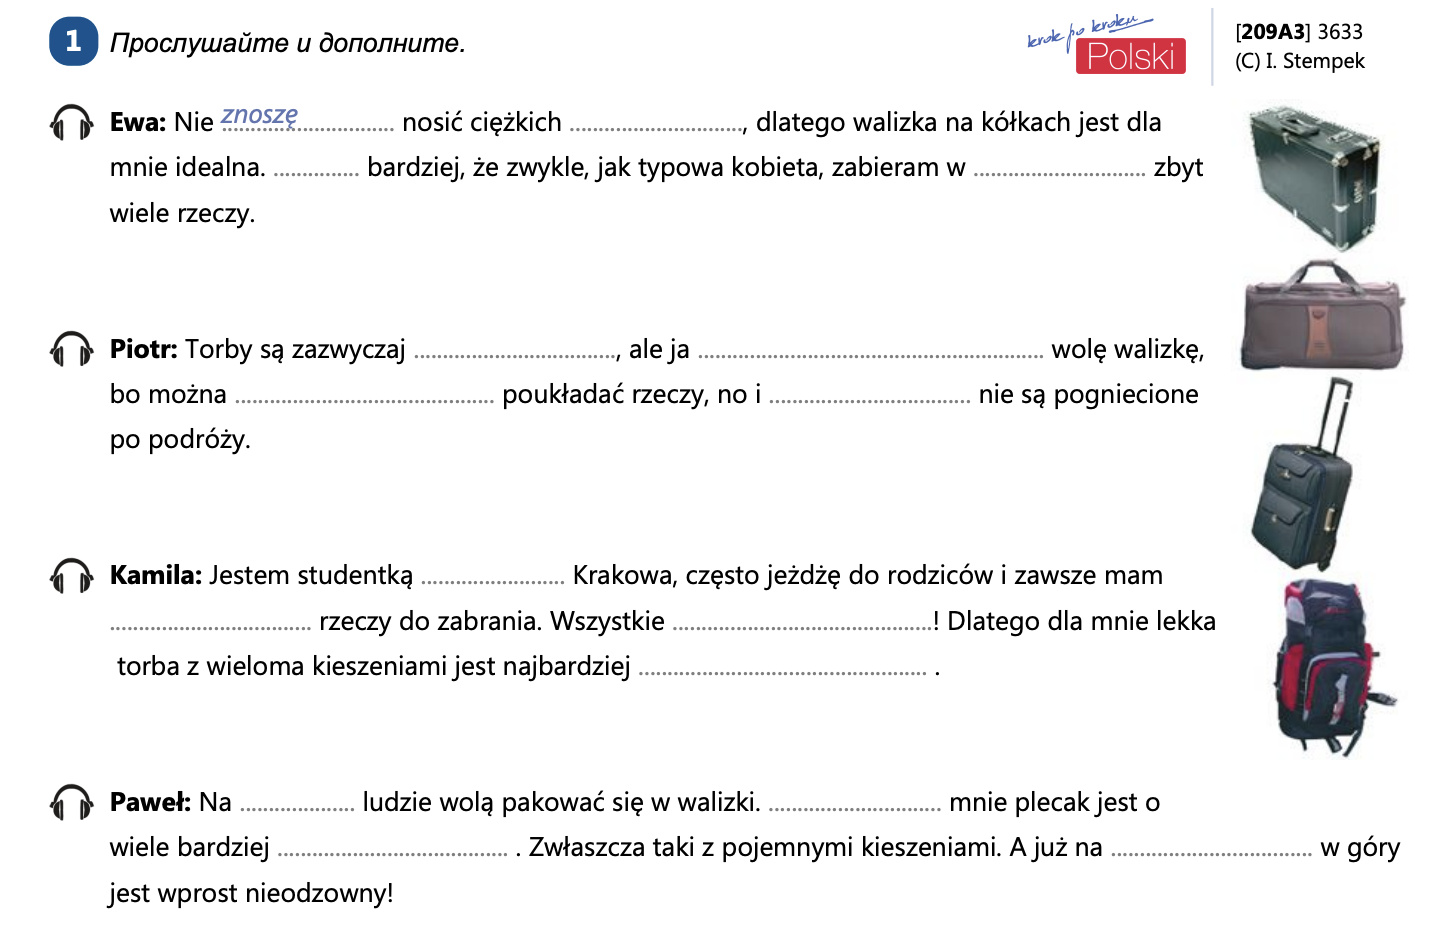 1 Прослушайте и дополните.
krok po kroku
Polski
[209A3] 3633
(C) I. Stempek
Ewa: Nie znoszę nosić ciężkich ............................., dlatego walizka na kółkach jest dla
mnie idealna. .............. bardziej, że zwykle, jak typowa kobieta, zabieram w ............................. zbyt
wiele rzeczy.
Piotr: Torby są zazwyczaj .................................., ale ja .......................................................... wolę walizkę,
bo można ............................................ poukładać rzeczy, no i .................................. nie są pogniecione
po podróży.
Kamila: Jestem studentką ........................ Krakowa, często jeżdżę do rodziców i zawsze mam
.................................. rzeczy do zabrania. Wszystkie ............................................! Dlatego dla mnie lekka
torba z wieloma kieszeniami jest najbardziej ................................................ .
Paweł: Na ................... ludzie wolą pakować się w walizki. ............................. mnie plecak jest o
wiele bardziej ....................................... . Zwłaszcza taki z pojemnymi kieszeniami. A już na .................................. w góry
jest wprost nieodzowny!